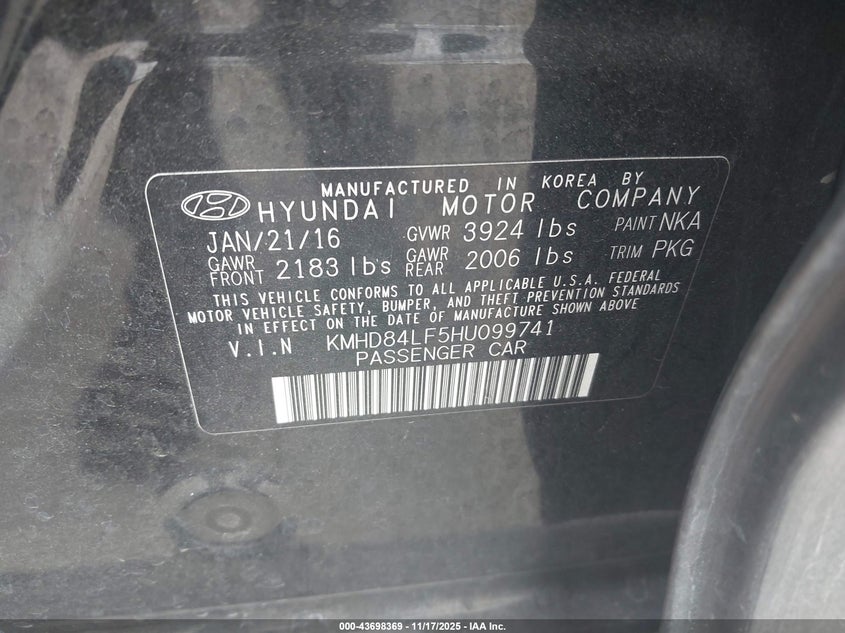 MANUFACTURED IN KOREA BY
HYUNDAI MOTOR COMPANY
JAN/21/16 GVWR 3924 lbs PAINT NKA
GAWR FRONT 2183 lbs GAWR REAR 2006 lbs TRIM PKG
THIS VEHICLE CONFORMS TO ALL APPLICABLE U.S.A. FEDERAL
MOTOR VEHICLE SAFETY, BUMPER, AND THEFT PREVENTION STANDARDS
IN EFFECT ON THE DATE OF MANUFACTURE SHOWN ABOVE
V.I.N KMHD84LF5HU099741
PASSENGER CAR
000-43698369 - 11/17/2025 - IAA Inc.